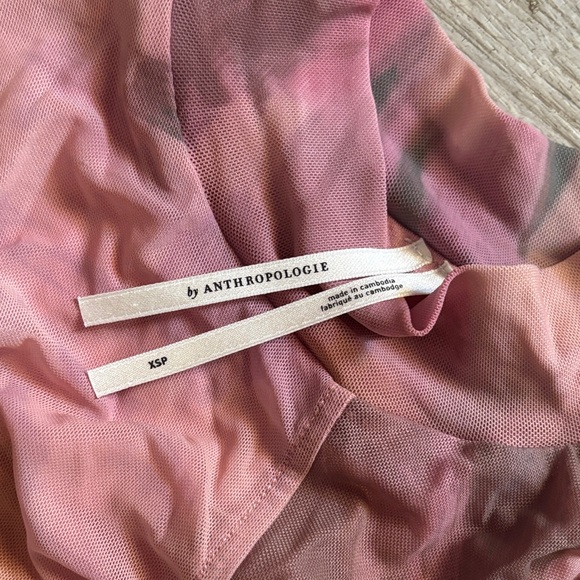 by ANTHROPOLOGIE
made in cambodia
fabriqué au cambodge
XSP